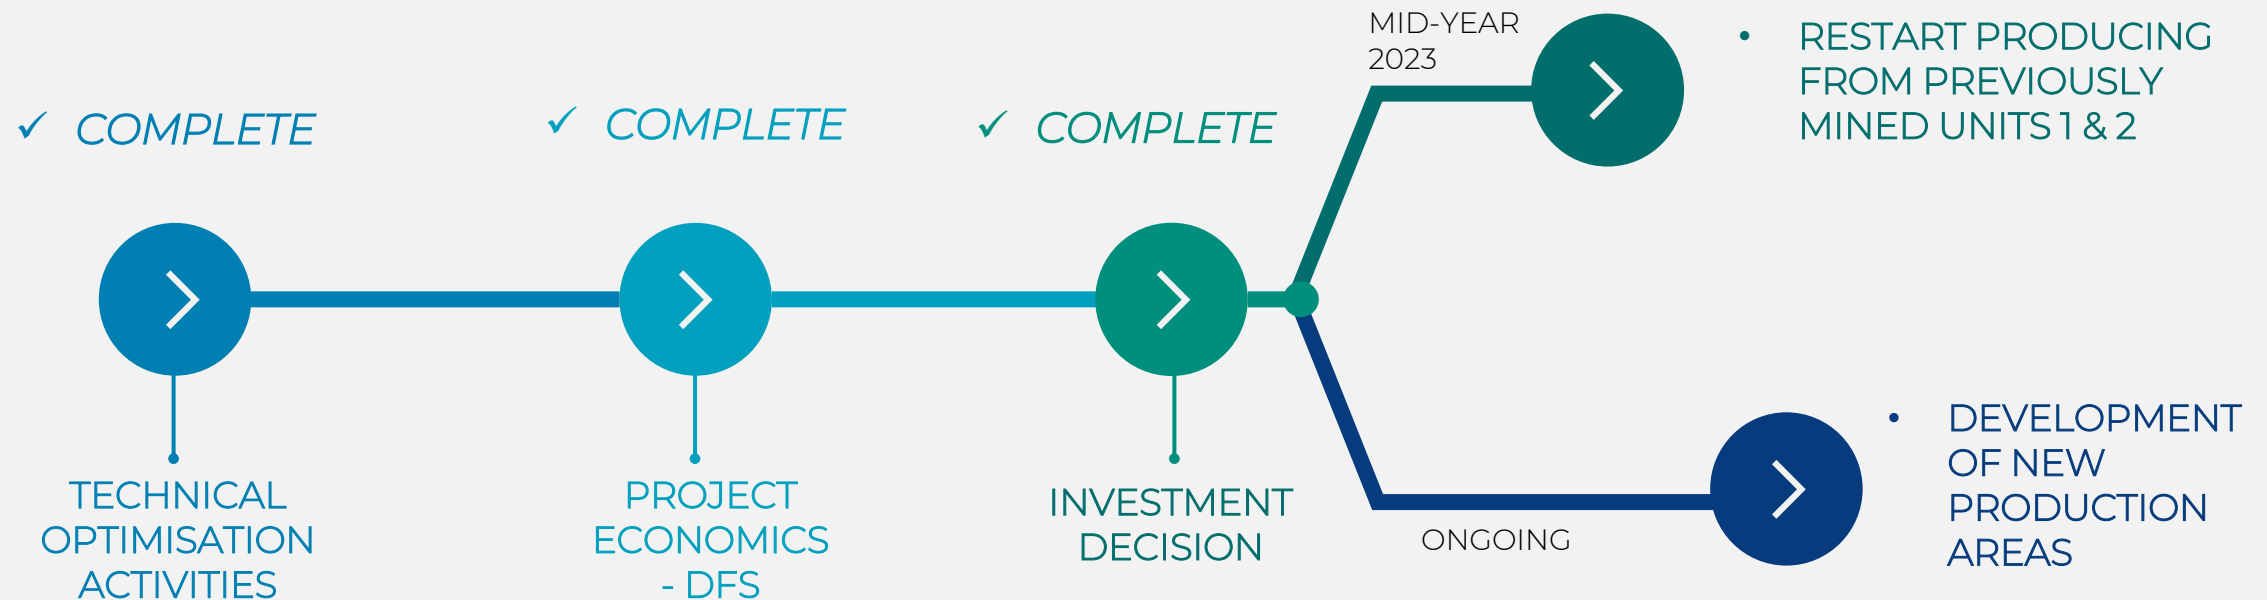 ✓ COMPLETE
✓ COMPLETE
✓ COMPLETE
TECHNICAL
OPTIMISATION
ACTIVITIES
PROJECT
ECONOMICS
- DFS
INVESTMENT
DECISION
MID-YEAR
2023
• RESTART PRODUCING
FROM PREVIOUSLY
MINED UNITS 1 & 2
ONGOING
• DEVELOPMENT
OF NEW
PRODUCTION
AREAS